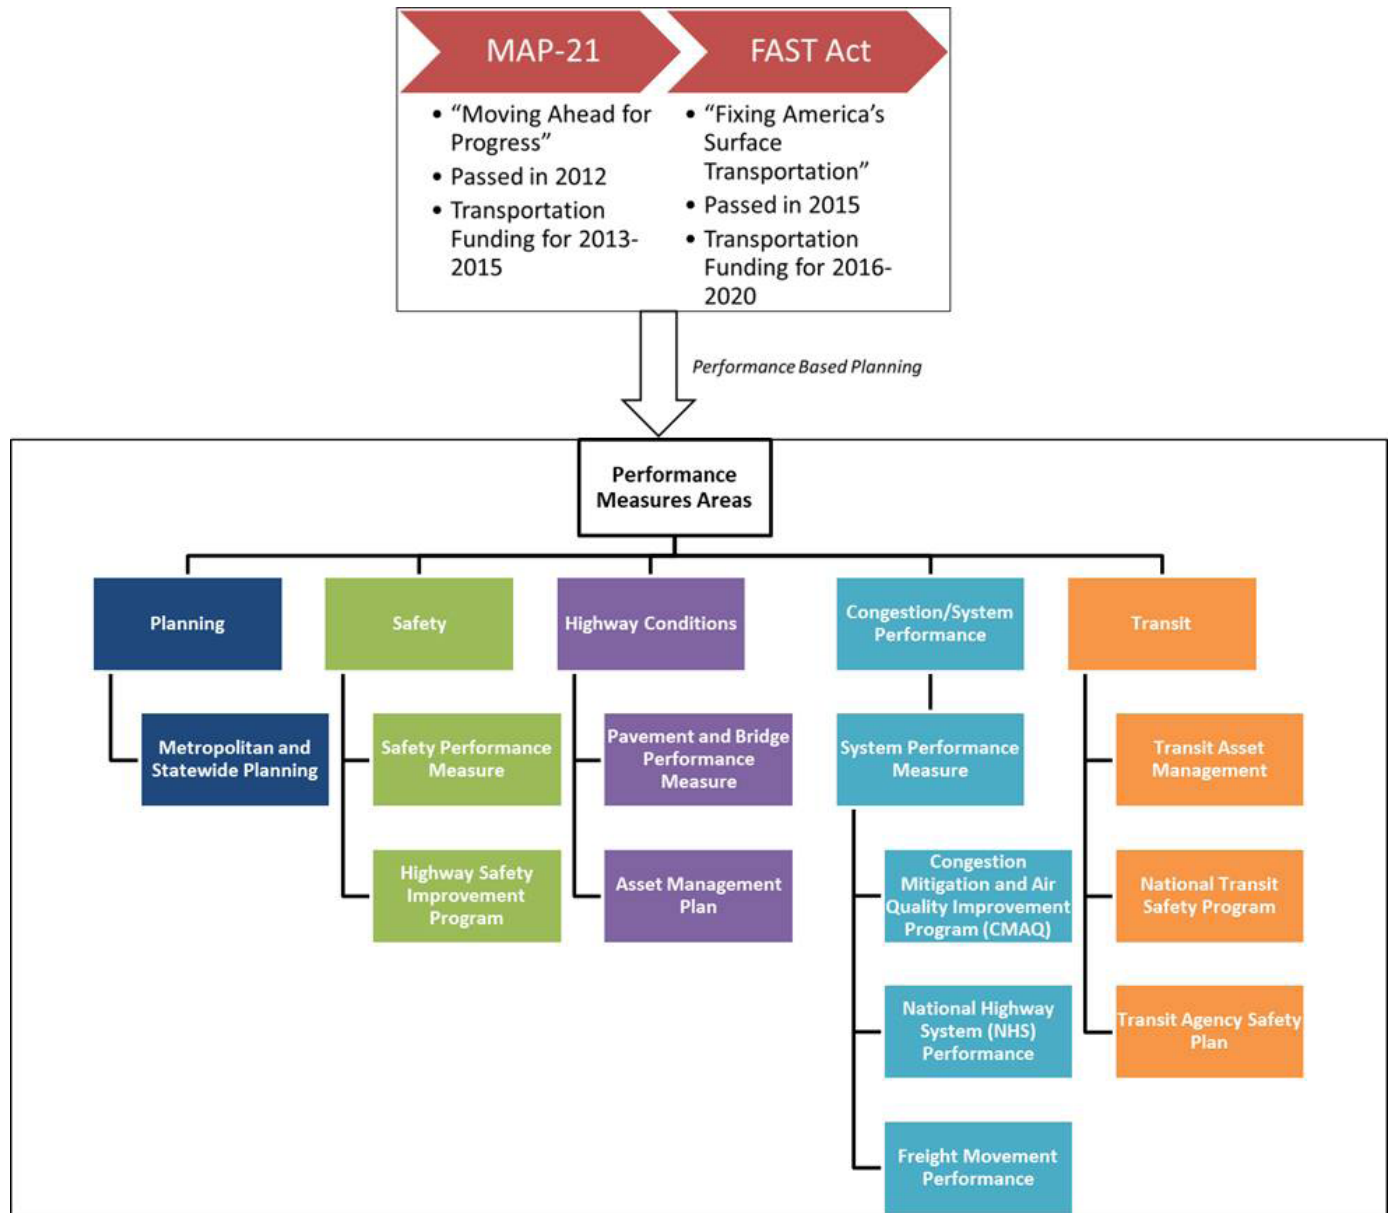 MAP-21
FAST Act
• “Moving Ahead for
Progress”
• Passed in 2012
• Transportation
Funding for 2013-
2015
• “Fixing America’s
Surface
Transportation”
• Passed in 2015
• Transportation
Funding for 2016-
2020
Performance Based Planning
Performance
Measures Areas
Planning
Safety
Highway Conditions
Congestion/System
Performance
Transit
Metropolitan and
Statewide Planning
Safety Performance
Measure
Pavement and Bridge
Performance
Measure
System Performance
Measure
Transit Asset
Management
Highway Safety
Improvement
Program
Asset Management
Plan
Congestion
Mitigation and Air
Quality Improvement
Program (CMAQ)
National Transit
Safety Program
National Highway
System (NHS)
Performance
Transit Agency Safety
Plan
Freight Movement
Performance